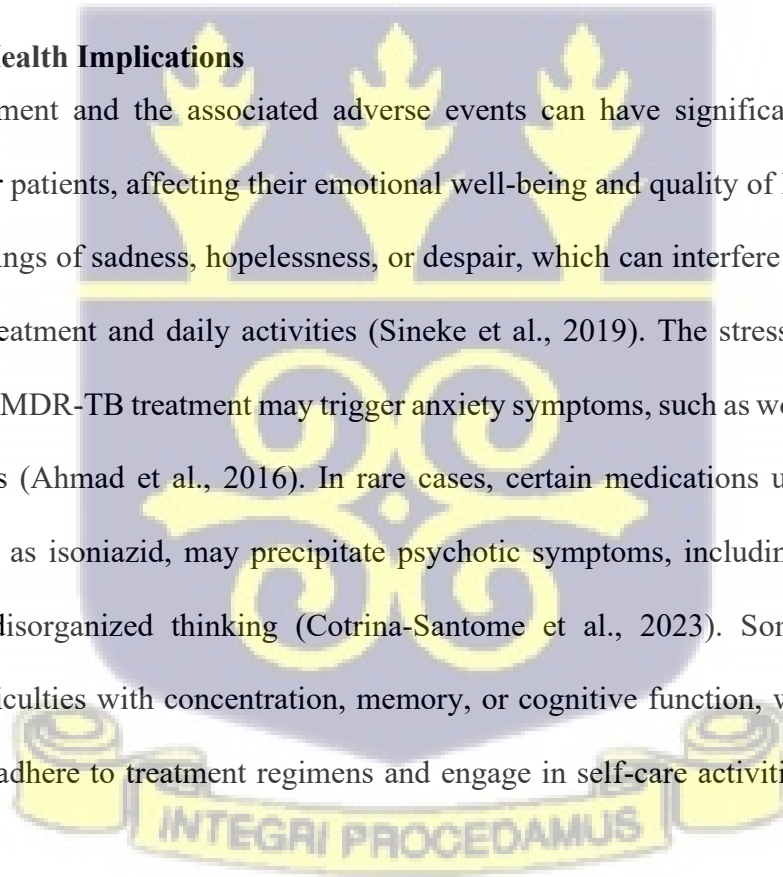 ealth Implications
ment and the associated adverse events can have significa
r patients, affecting their emotional well-being and quality of
ings of sadness, hopelessness, or despair, which can interfere
eatment and daily activities (Sineke et al., 2019). The stress
MDR-TB treatment may trigger anxiety symptoms, such as wo
s (Ahmad et al., 2016). In rare cases, certain medications u
as isoniazid, may precipitate psychotic symptoms, includin
disorganized thinking (Cotrina-Santome et al., 2023). Son
iculties with concentration, memory, or cognitive function, w
adhere to treatment regimens and engage in self-care activiti
INTEGRI PROCEDAMUS